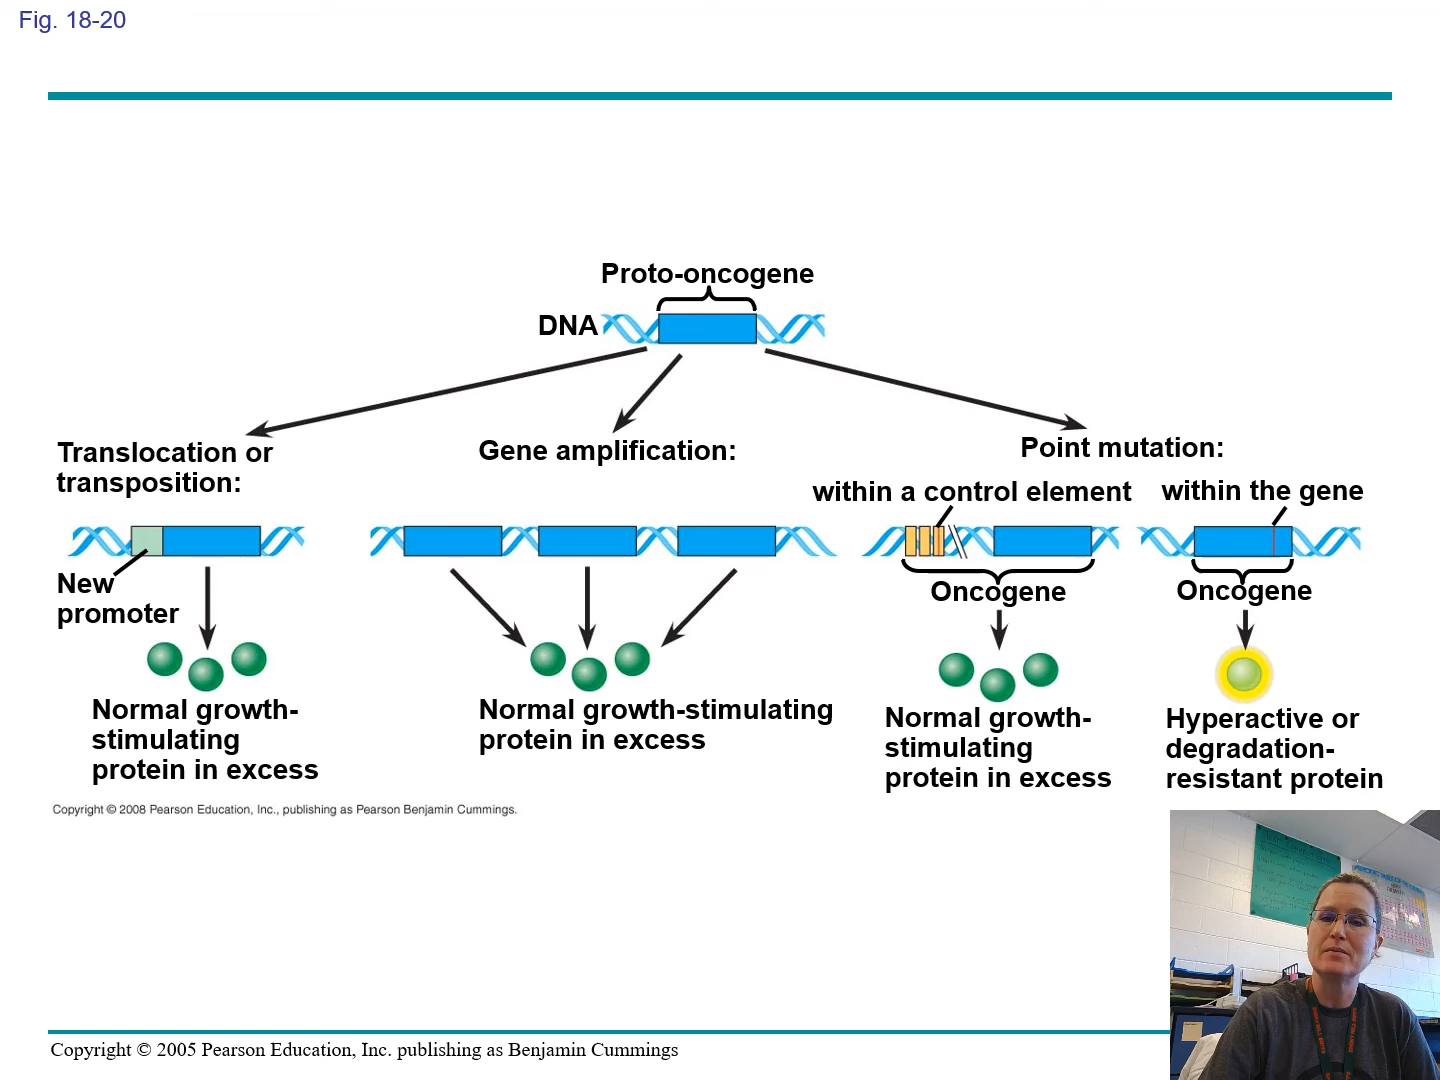 Fig. 18-20
Proto-oncogene
DNA
Translocation or
transposition:
Gene amplification:
Point mutation:
within a control element
within the gene
New
promoter
Oncogene
Oncogene
Normal growth-
stimulating
protein in excess
Normal growth-stimulating
protein in excess
Normal growth-
stimulating
protein in excess
Hyperactive or
degradation-
resistant protein
Copyright © 2008 Pearson Education, Inc., publishing as Pearson Benjamin Cummings.
Copyright © 2005 Pearson Education, Inc. publishing as Benjamin Cummings